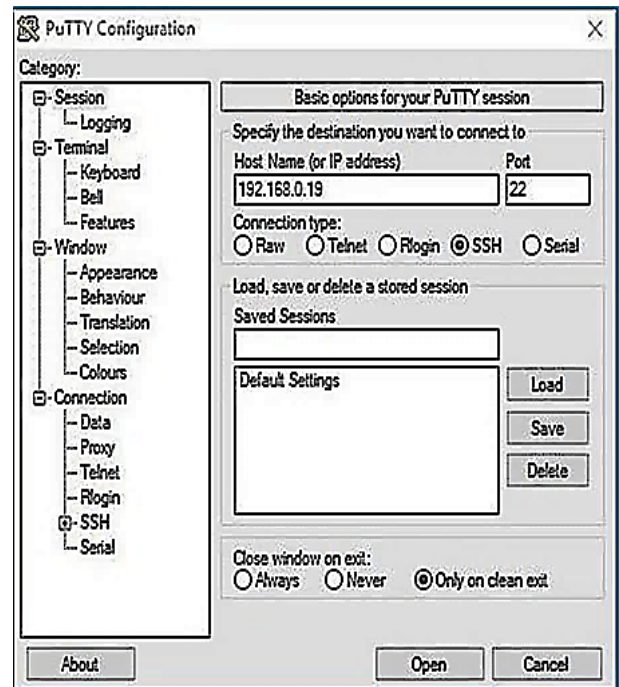 PuTTY Configuration
Category:
Session
Logging
Terminal
Keyboard
Bell
Features
Window
Appearance
Behaviour
Translation
Selection
Colours
Connection
Data
Proxy
Telnet
Rlogin
SSH
Serial
Basic options for your PuTTY session
Specify the destination you want to connect to
Host Name (or IP address) Port
192.168.0.19 22
Connection type:
Raw Telnet Rlogin SSH Serial
Load, save or delete a stored session
Saved Sessions
Default Settings
Load
Save
Delete
Close window on exit:
Always Never Only on clean exit
About Open Cancel